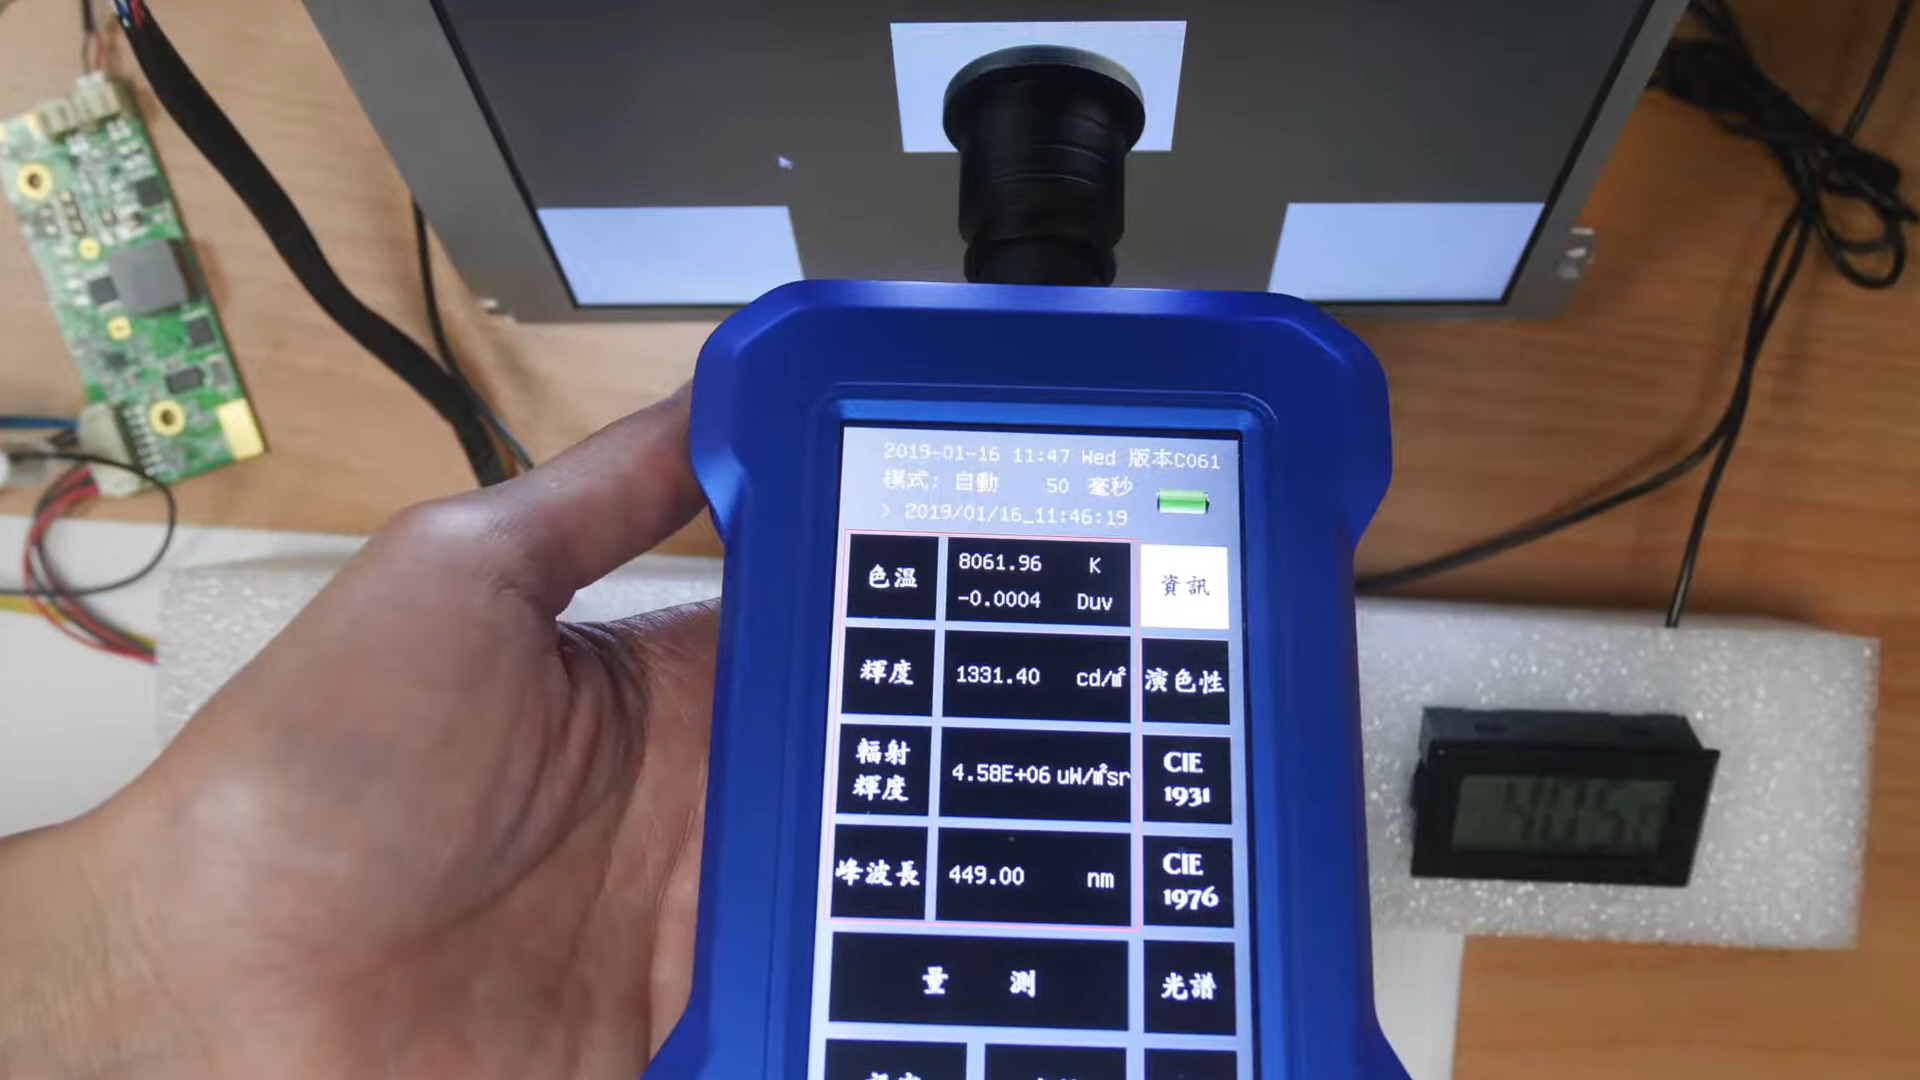 2019-01-16 11:47 Wed 版本C061
模式: 自動 50 毫秒
> 2019/01/16_11:46:19
色温 8061.96 K
-0.0004 Duv
資訊
輝度 1331.40 cd/㎡
演色性
輻射
輝度
4.58E+06 uW/㎡sr
CIE
1931
峰波長 449.00 nm
CIE
1976
量 測
光譜